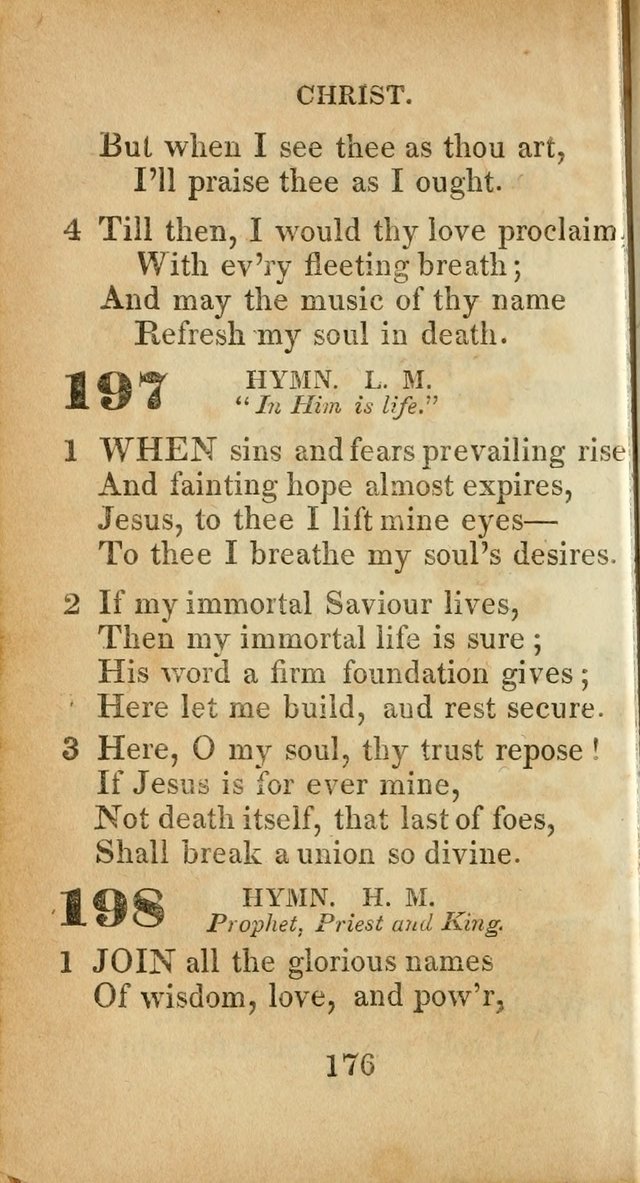 CHRIST.
But when I see thee as thou art,
I'll praise thee as I ought.
4 Till then, I would thy love proclaim
With ev'ry fleeting breath;
And may the music of thy name
Refresh my soul in death.
197 HYMN. L. M.
"In Him is life."
1 WHEN sins and fears prevailing rise
And fainting hope almost expires,
Jesus, to thee I lift mine eyes—
To thee I breathe my soul's desires.
2 If my immortal Saviour lives,
Then my immortal life is sure;
His word a firm foundation gives;
Here let me build, and rest secure.
3 Here, O my soul, thy trust repose!
If Jesus is for ever mine,
Not death itself, that last of foes,
Shall break a union so divine.
198 HYMN. H. M.
Prophet, Priest and King.
1 JOIN all the glorious names
Of wisdom, love, and pow'r,
176